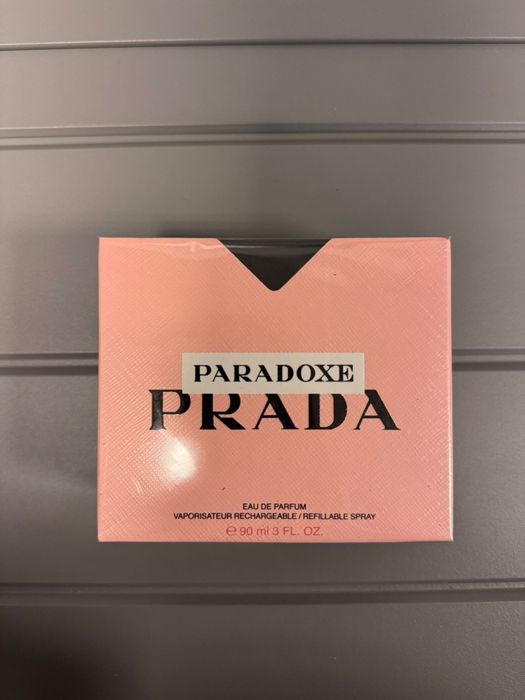 PARADOXE
PRADA
EAU DE PARFUM
VAPORISATEUR RECHARGEABLE / REFILLABLE SPRAY
℮ 90 ml 3 FL. OZ.